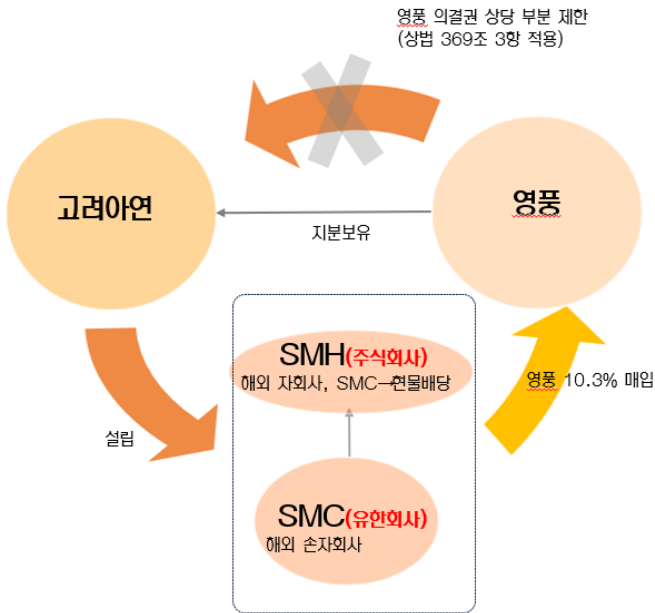 영풍 의결권 상당 부분 제한
(상법 369조 3항 적용)
고려아연
영풍
지분보유
SMH(주식회사)
해외 자회사, SMC→현물배당
영풍 10.3% 매입
설립
SMC(유한회사)
해외 손자회사